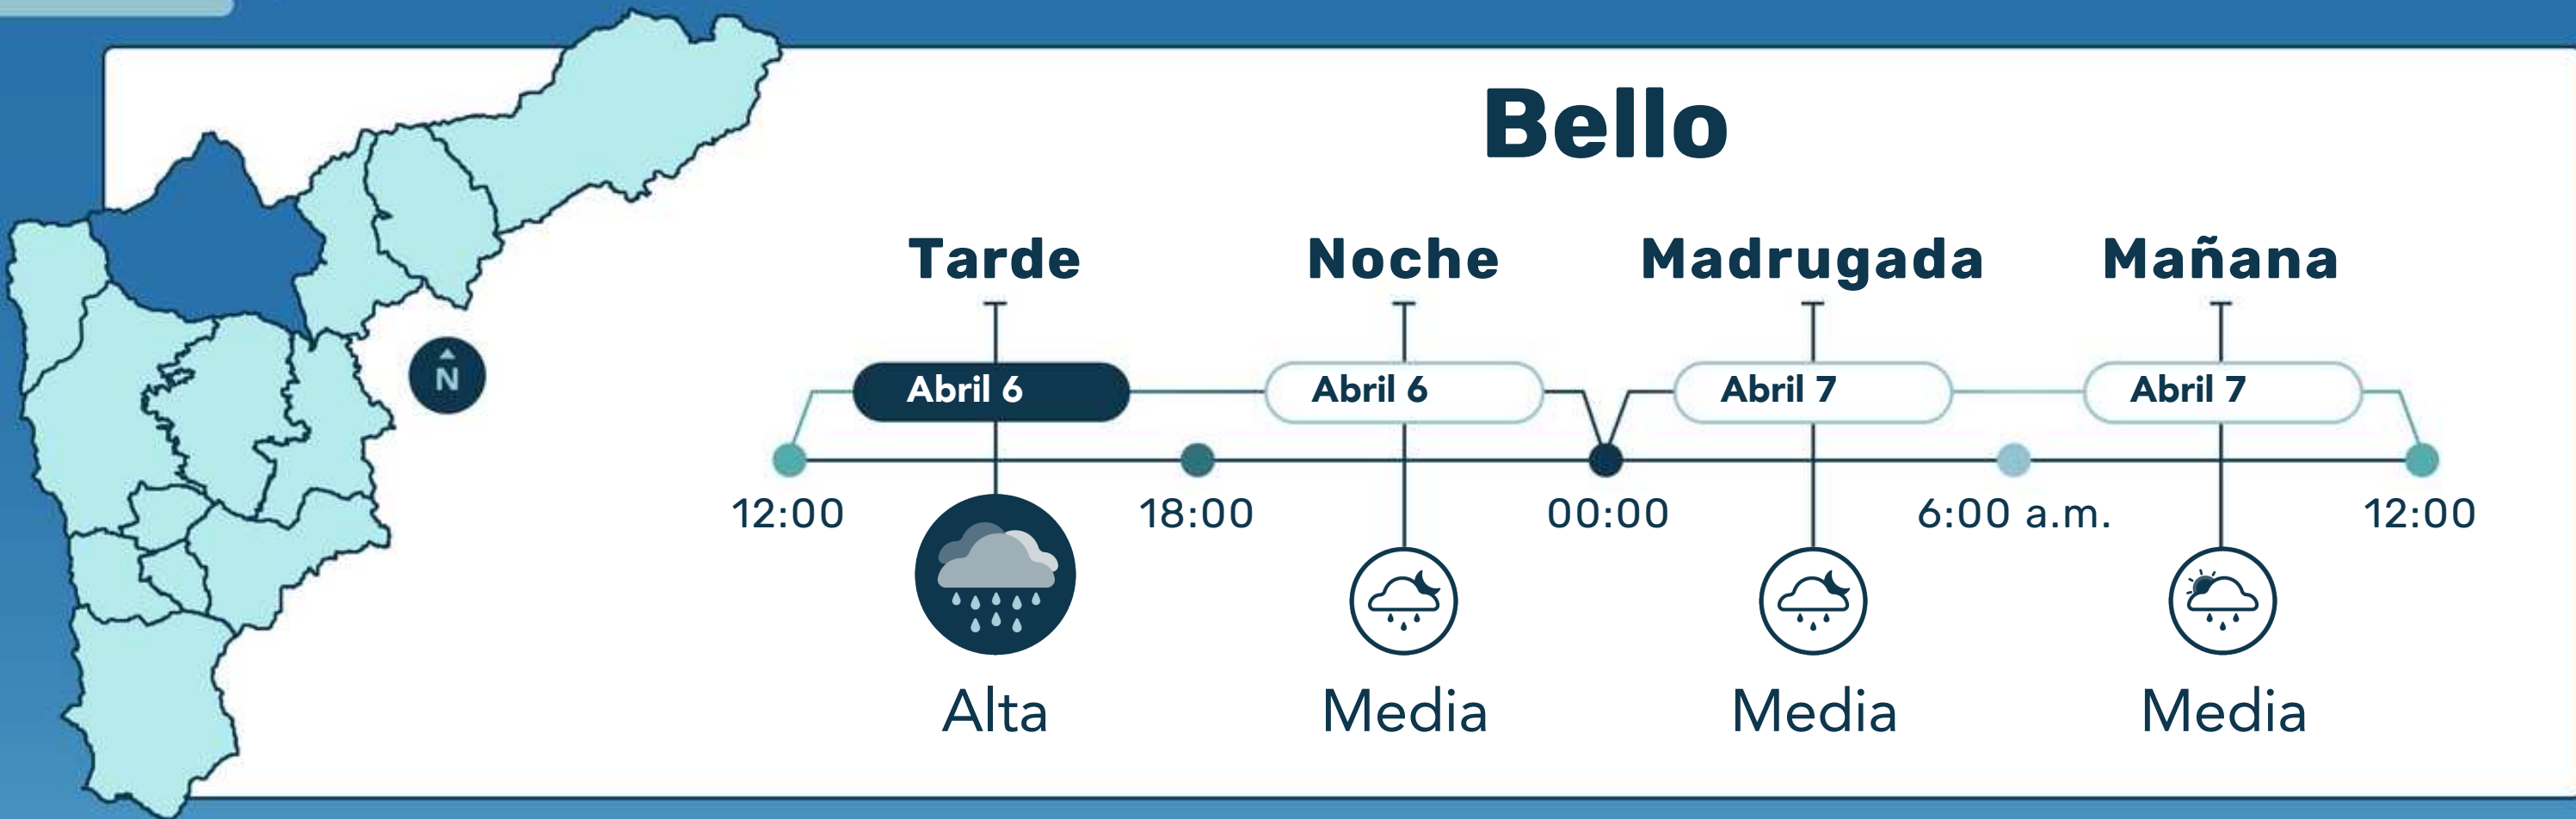 Bello
Tarde Noche Madrugada Mañana
N
Abril 6 Abril 6 Abril 7 Abril 7
12:00 18:00 00:00 6:00 a.m. 12:00
Alta Media Media Media